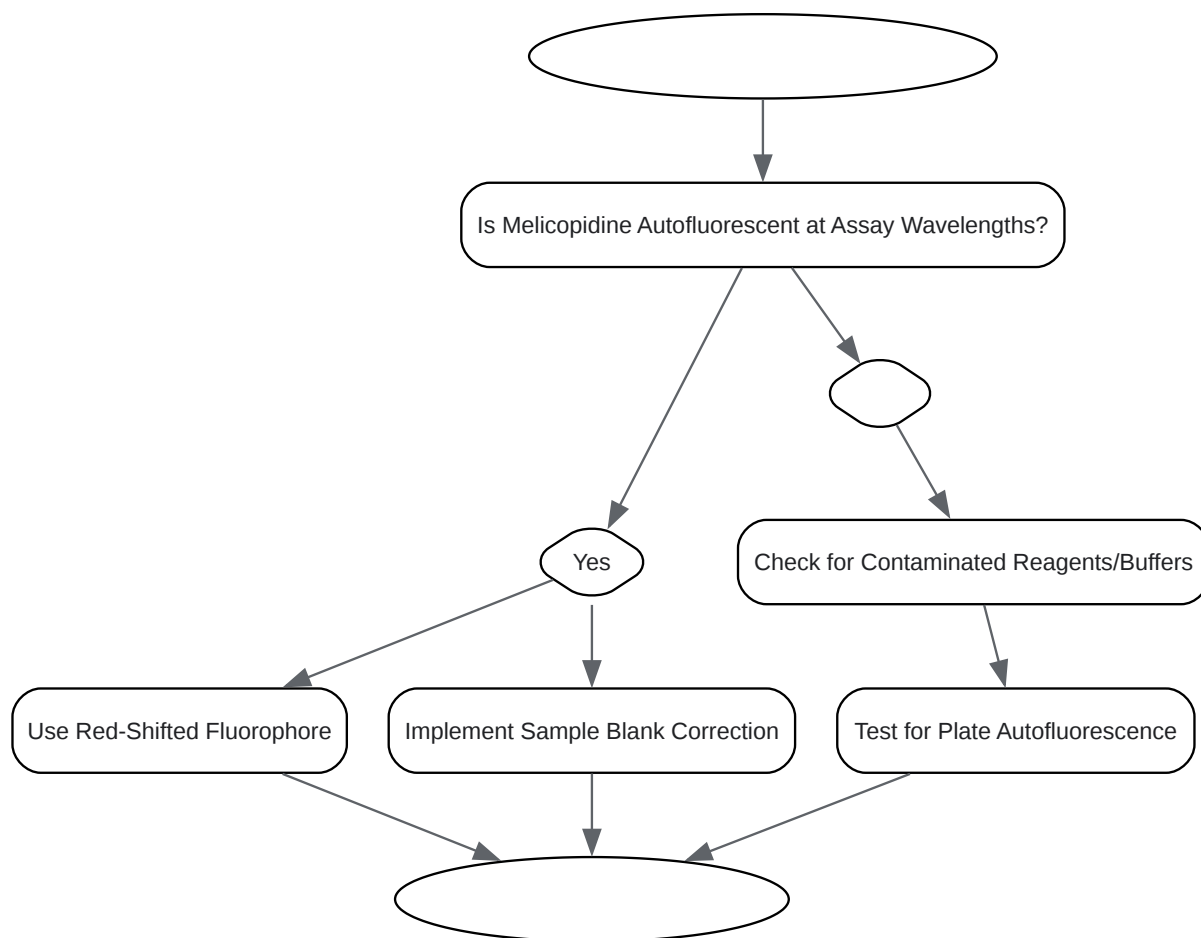 Is Melicopidine Autofluorescent at Assay Wavelengths?
Yes
Check for Contaminated Reagents/Buffers
Use Red-Shifted Fluorophore
Implement Sample Blank Correction
Test for Plate Autofluorescence